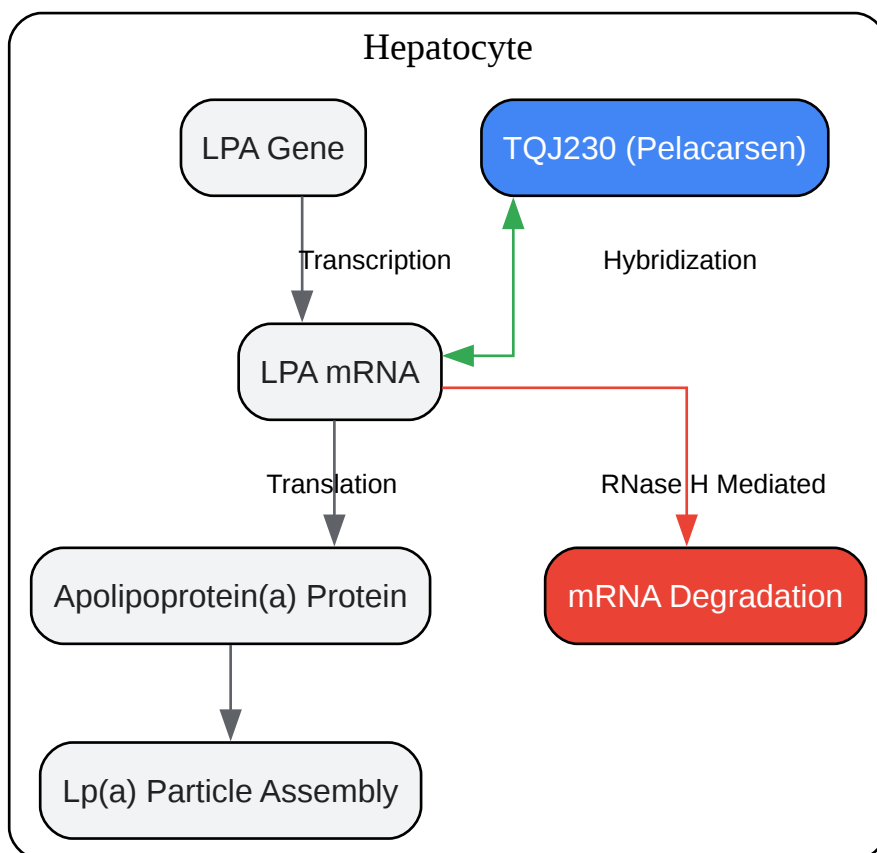 Hepatocyte
LPA Gene
TQJ230 (Pelacarsen)
Transcription
Hybridization
LPA mRNA
Translation
RNase H Mediated
Apolipoprotein(a) Protein
mRNA Degradation
Lp(a) Particle Assembly